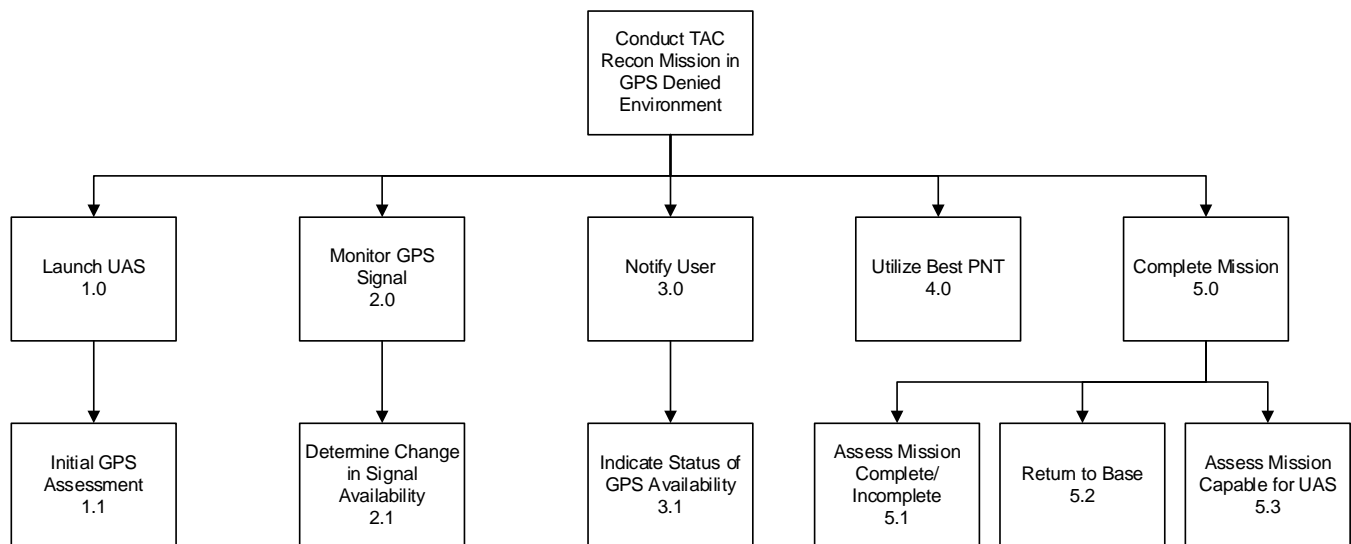 Conduct TAC
Recon Mission in
GPS Denied
Environment
Launch UAS
1.0
Monitor GPS
Signal
2.0
Notify User
3.0
Utilize Best PNT
4.0
Complete Mission
5.0
Initial GPS
Assessment
1.1
Determine Change
in Signal
Availability
2.1
Indicate Status of
GPS Availability
3.1
Assess Mission
Complete/
Incomplete
5.1
Return to Base
5.2
Assess Mission
Capable for UAS
5.3